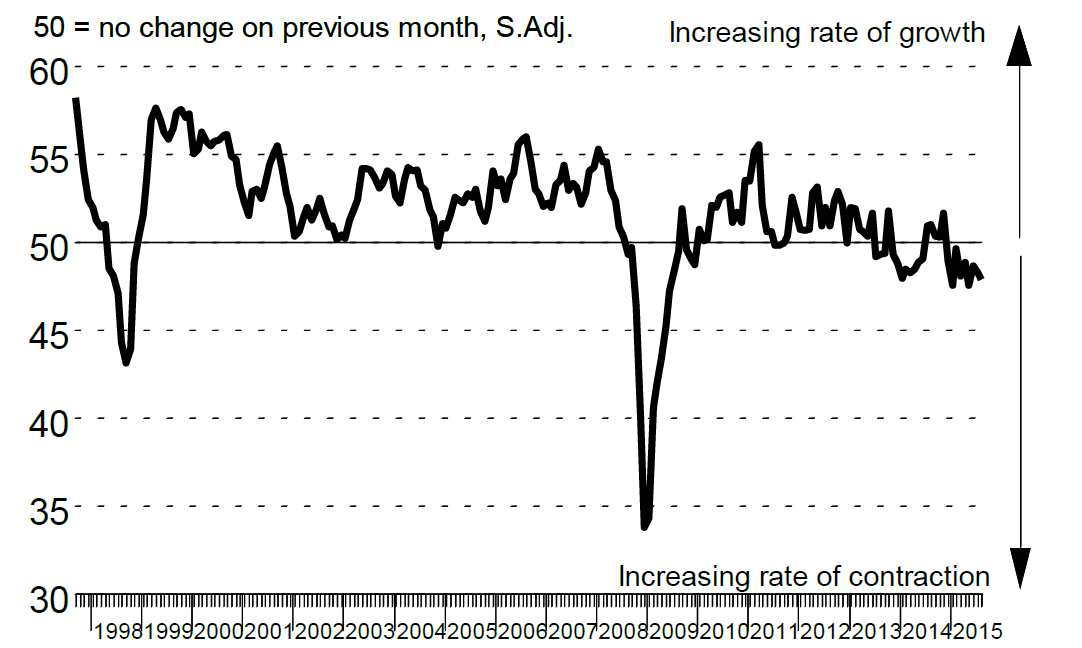 50 = no change on previous month, S.Adj.
Increasing rate of growth
60
55
50
45
40
35
Increasing rate of contraction
30
1998 1999 2000 2001 2002 2003 2004 2005 2006 2007 2008 2009 2010 2011 2012 2013 2014 2015